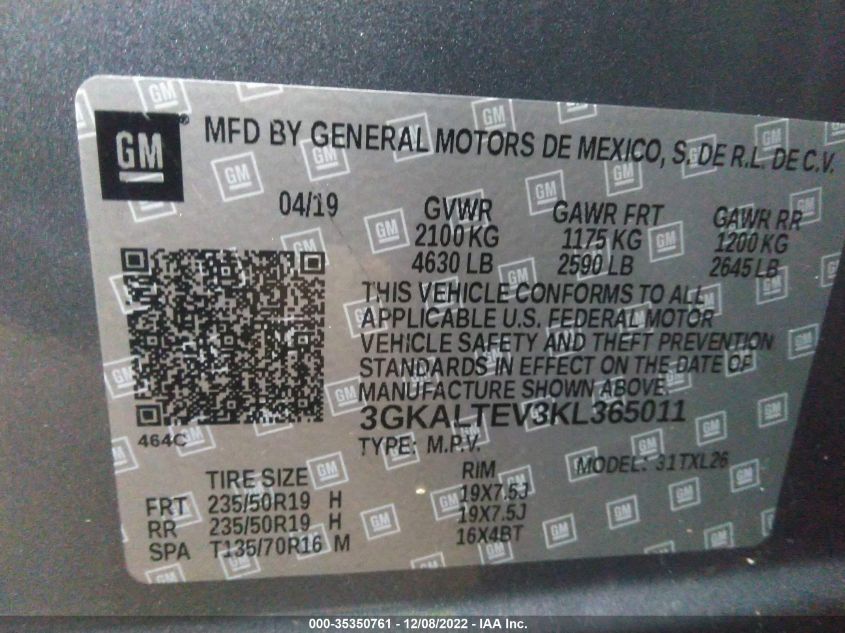 GM ® MFD BY GENERAL MOTORS DE MEXICO, S. DE R.L. DE C.V.
04/19 GVWR GAWR FRT GAWR RR
2100 KG 1175 KG 1200 KG
4630 LB 2590 LB 2645 LB
THIS VEHICLE CONFORMS TO ALL
APPLICABLE U.S. FEDERAL MOTOR
VEHICLE SAFETY AND THEFT PREVENTION
STANDARDS IN EFFECT ON THE DATE OF
MANUFACTURE SHOWN ABOVE.
3GKALTEV3KL365011
464C
TYPE: M.P.V. MODEL: 31TXL26
TIRE SIZE RIM
FRT 235/50R19 H 19X7.5J
RR 235/50R19 H 19X7.5J
SPA T135/70R16 M 16X4BT
000-35350761 - 12/08/2022 - IAA Inc.